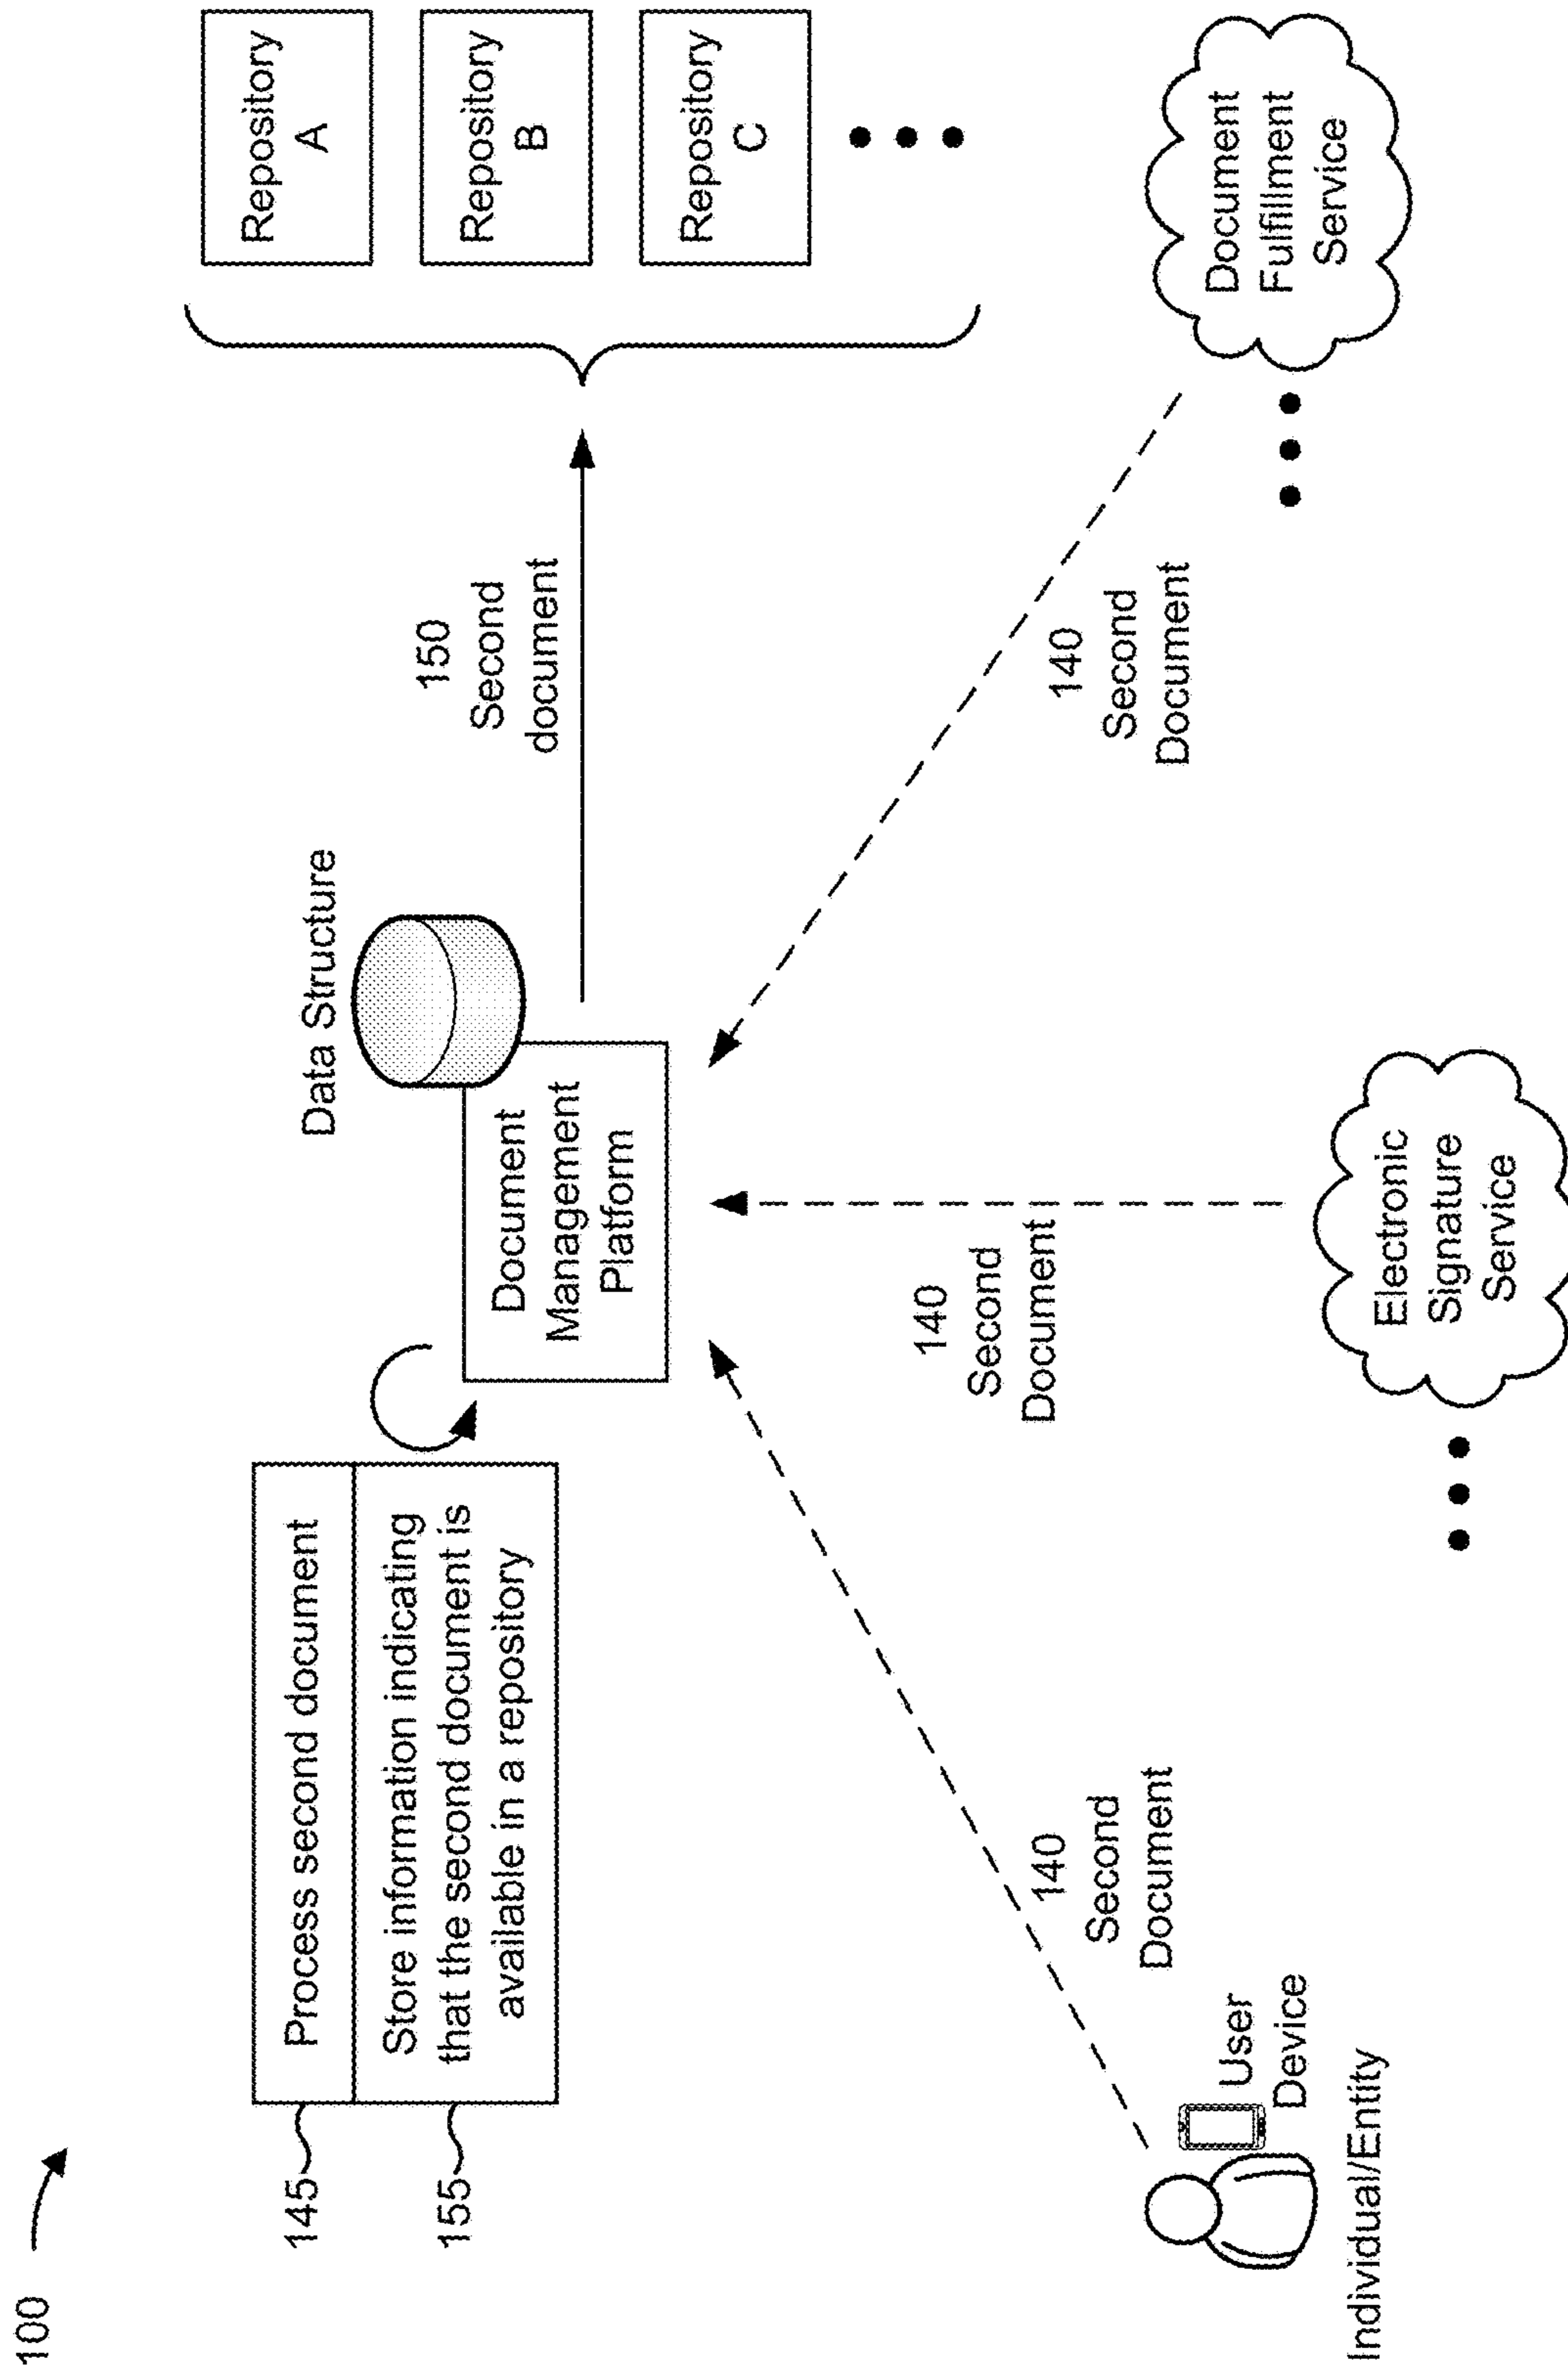 100
145
Process second document
155
Store information indicating
that the second document is
available in a repository
Data Structure
Document
Management
Platform
150
Second
document
Repository
A
Repository
B
Repository
C
140
Second
Document
140
Second
Document
140
Second
Document
User
Device
Individual/Entity
Electronic
Signature
Service
Document
Fulfillment
Service